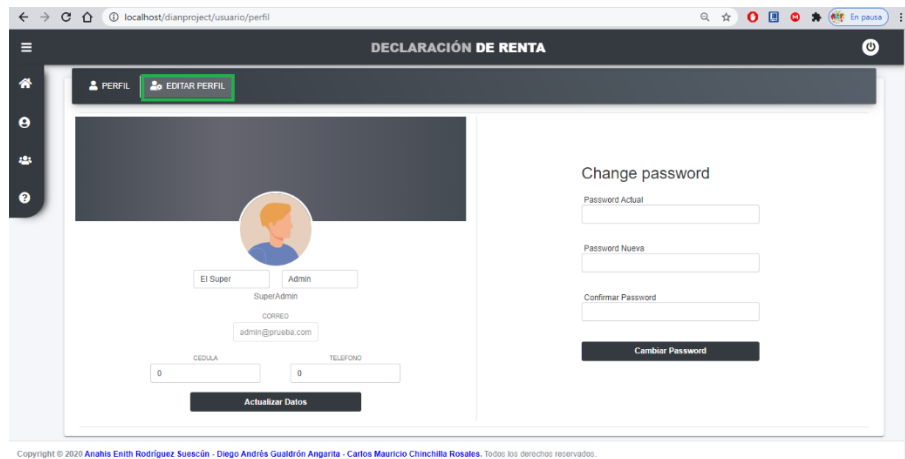 localhost/dianproject/usuario/perfil
En pausa
DECLARACIÓN DE RENTA
PERFIL
EDITAR PERFIL
Change password
Password Actual
Password Nueva
El Super
Admin
SuperAdmin
Confirmar Password
CORREO
admin@prueba.com
Cambiar Password
CEDULA
TELEFONO
0
0
Actualizar Datos
Copyright © 2020 Anahis Enith Rodríguez Suescún - Diego Andrés Gualdrón Angarita - Carlos Mauricio Chinchilla Rosales. Todos los derechos reservados.